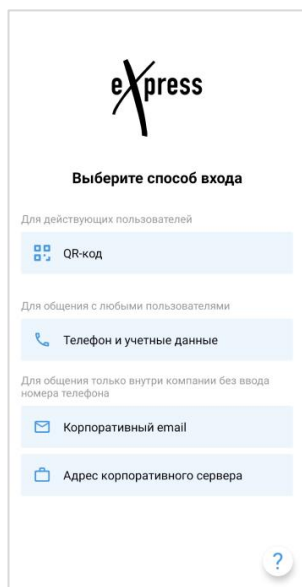 eXpress
Выберите способ входа
Для действующих пользователей
QR-код
Для общения с любыми пользователями
Телефон и учетные данные
Для общения только внутри компании без ввода
номера телефона
Корпоративный email
Адрес корпоративного сервера
?